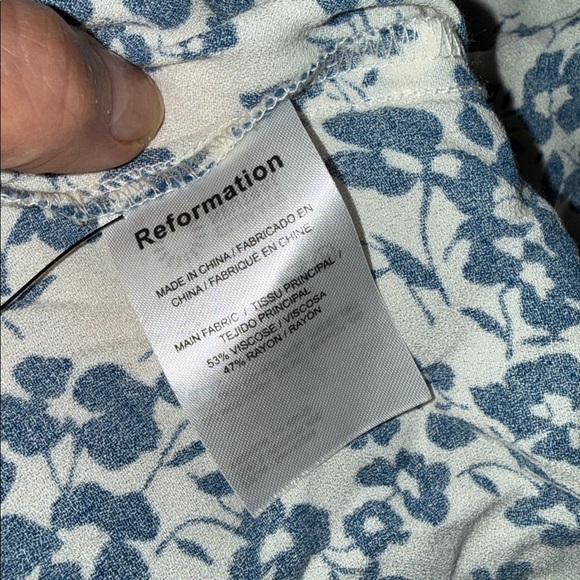 Reformation
MADE IN CHINA / FABRICADO EN
CHINA / FABRIQUÉ EN CHINE
MAIN FABRIC / TISSU PRINCIPAL /
TEJIDO PRINCIPAL
53% VISCOSE / VISCOSA
47% RAYON / RAYÓN